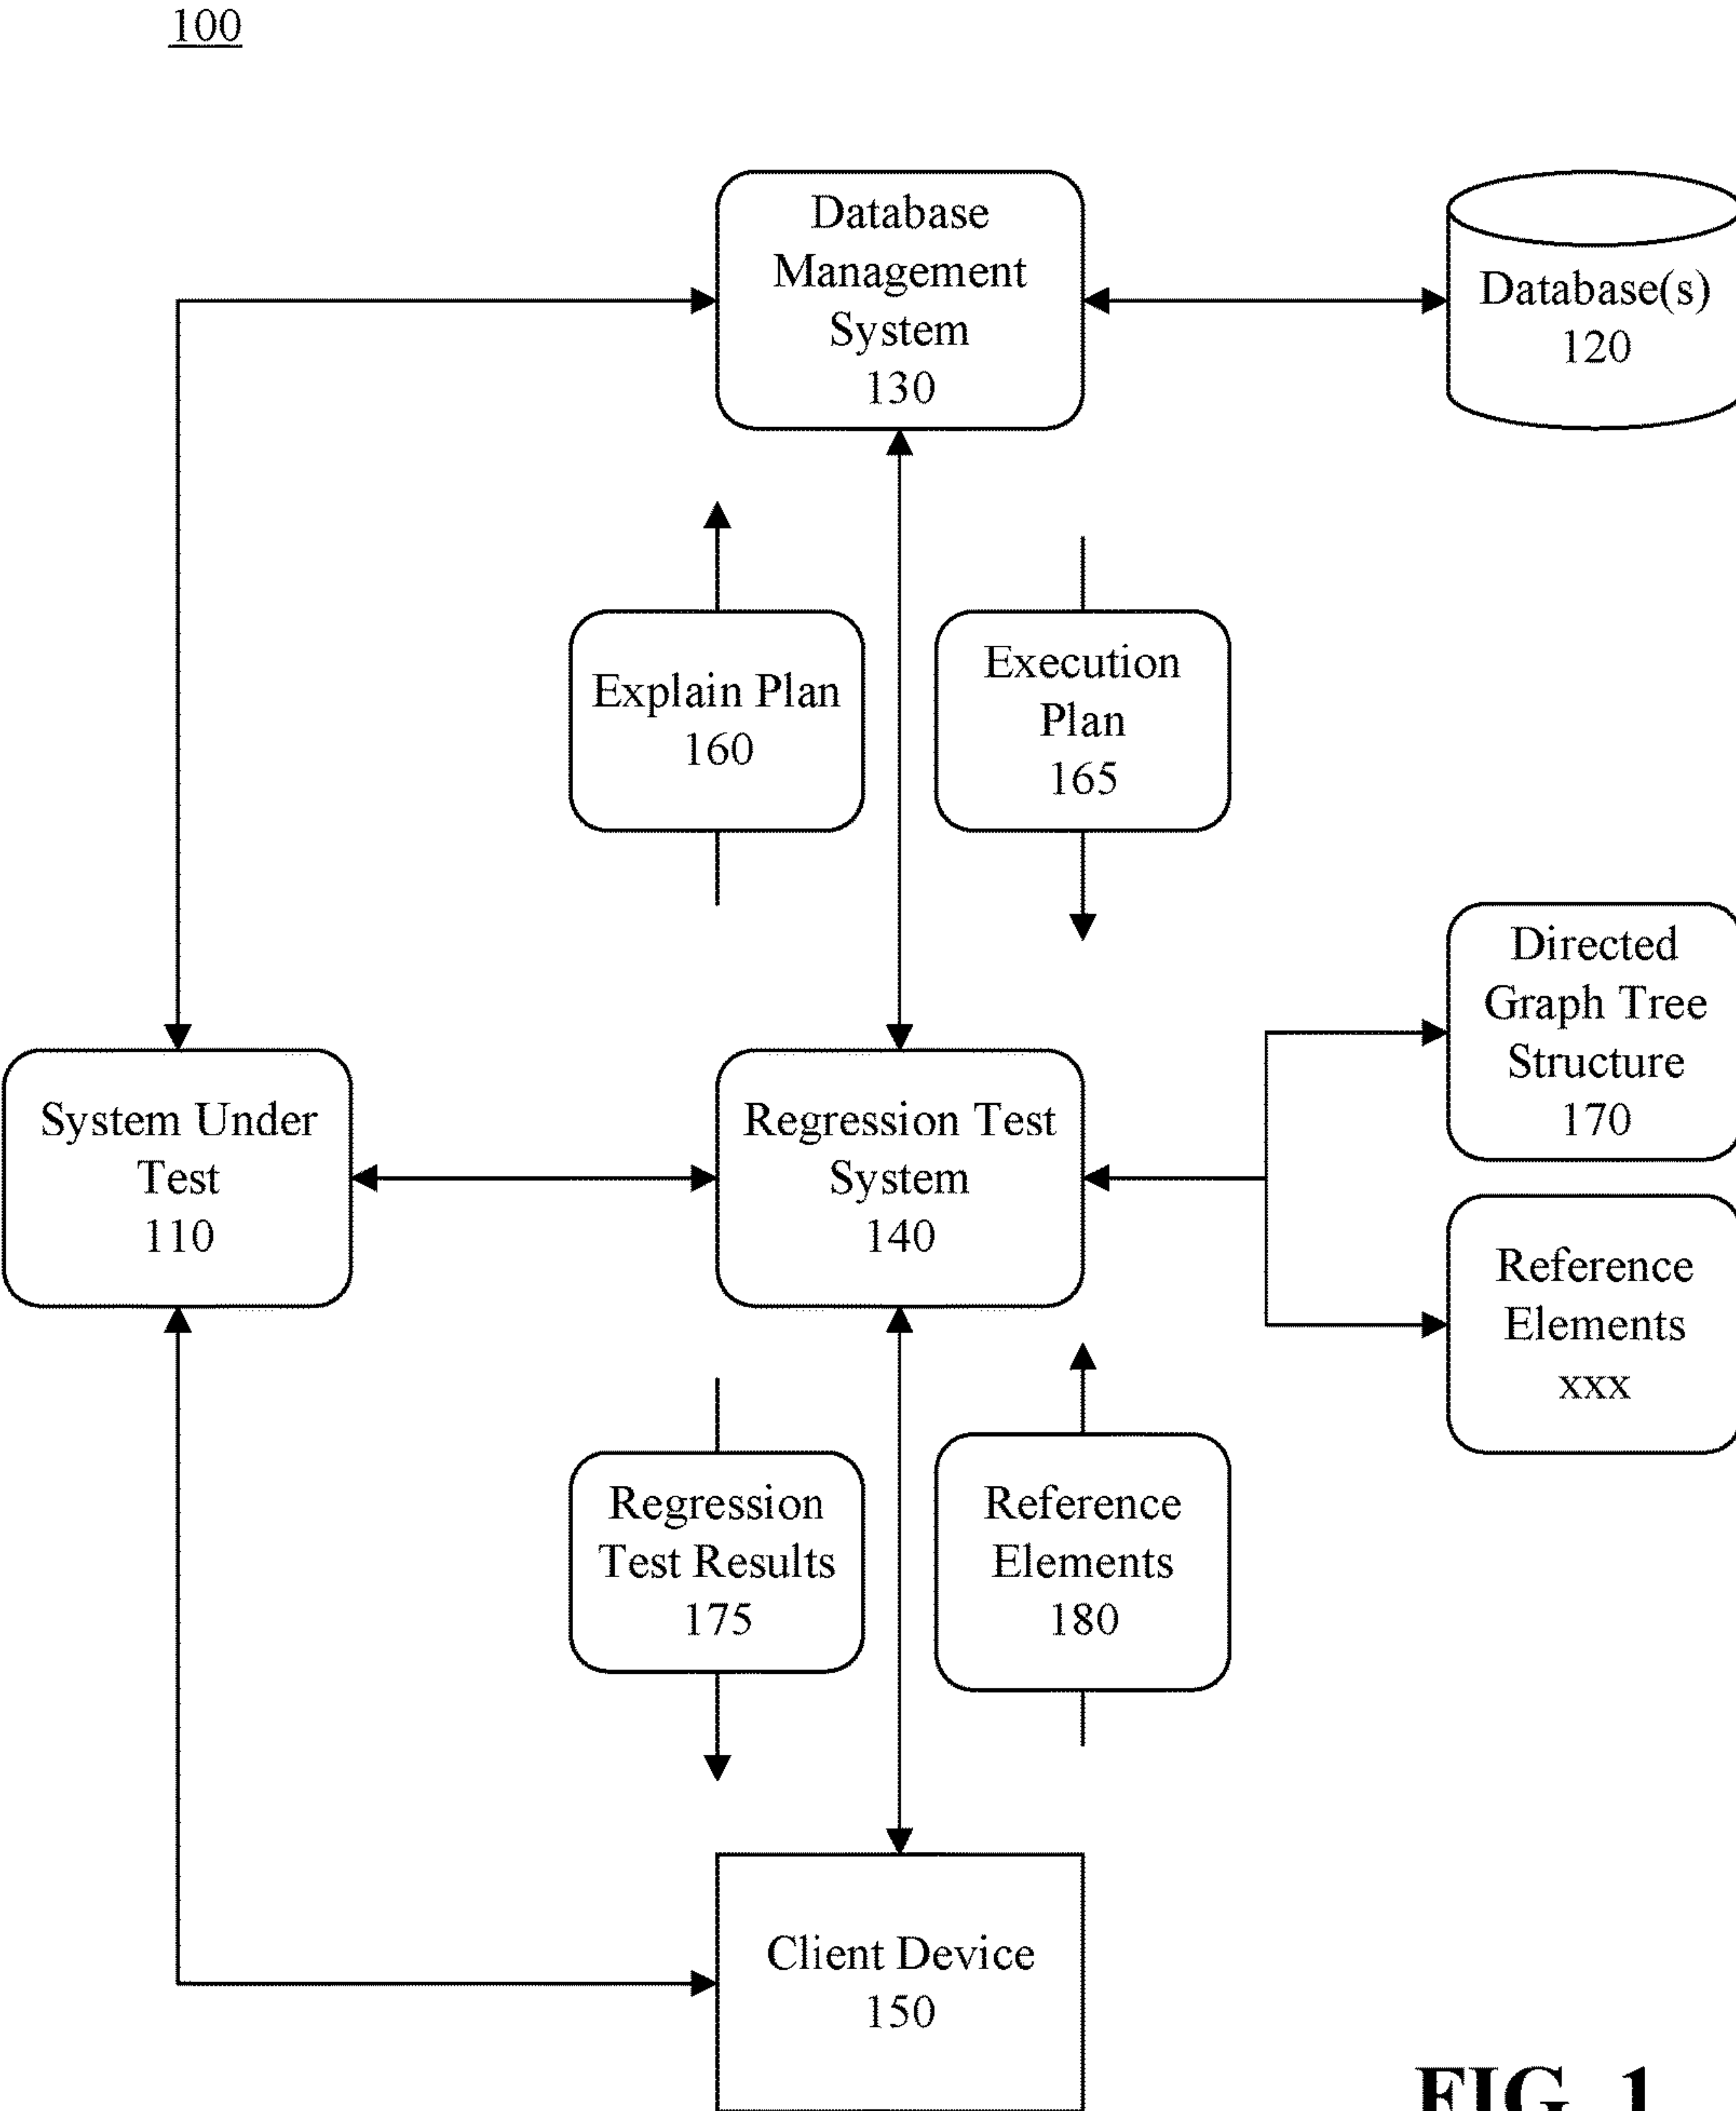 100
Database
Management
System
130
Database(s)
120
Explain Plan
160
Execution
Plan
165
Directed
Graph Tree
Structure
170
System Under
Test
110
Regression Test
System
140
Reference
Elements
xxx
Regression
Test Results
175
Reference
Elements
180
Client Device
150
FIG. 1